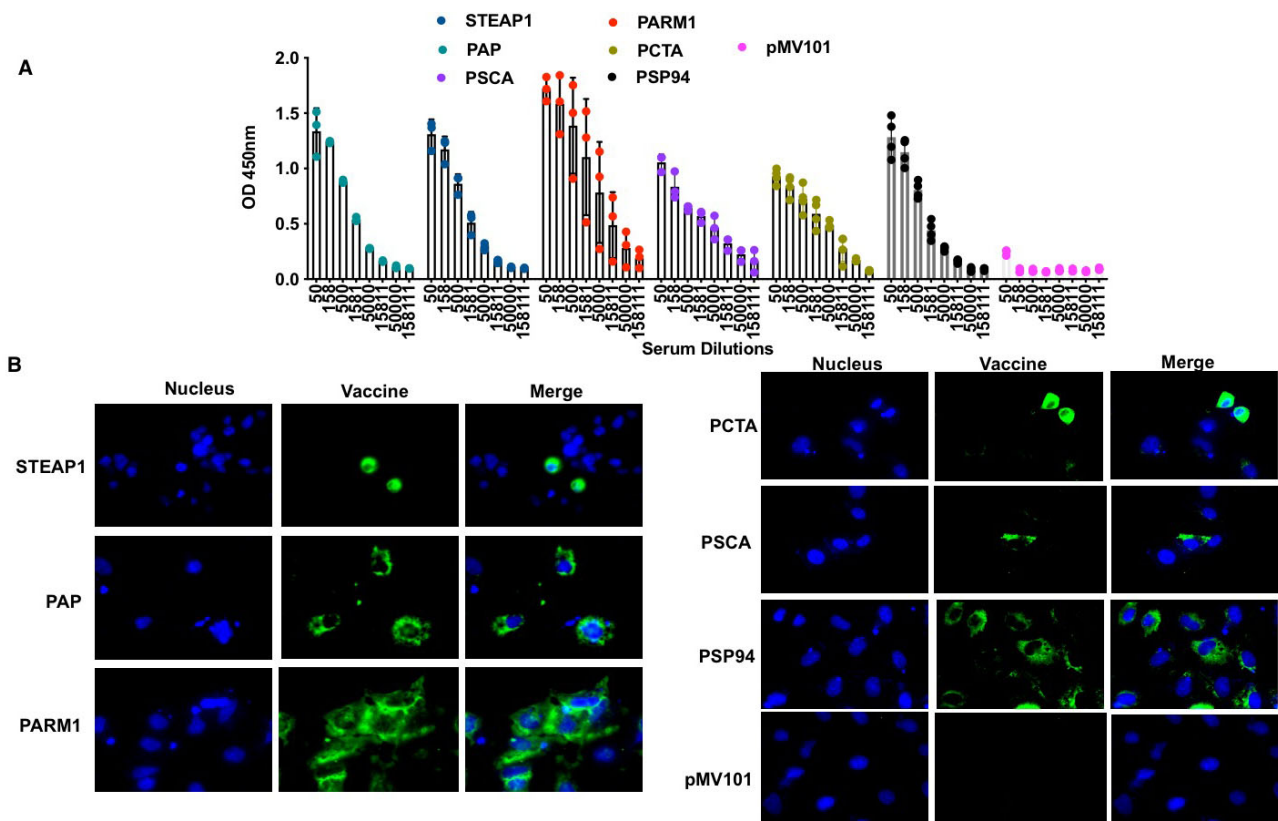 STEAP1 PARM1
PAP PCTA pMV101
PSCA PSP94
A
OD 450nm
2.0
1.5
1.0
0.5
0.0
50 158 500 1581 5000 15811 50000 158111 50 158 500 1581 5000 15811 50000 158111 50 158 500 1581 5000 15811 50000 158111 50 158 500 1581 5000 15811 50000 158111 50 158 500 1581 5000 15811 50000 158111 50 158 500 1581 5000 15811 50000 158111 50 158 500 1581 5000 15811 50000 158111
Serum Dilutions
B
Nucleus Vaccine Merge
STEAP1
PAP
PARM1
Nucleus Vaccine Merge
PCTA
PSCA
PSP94
pMV101